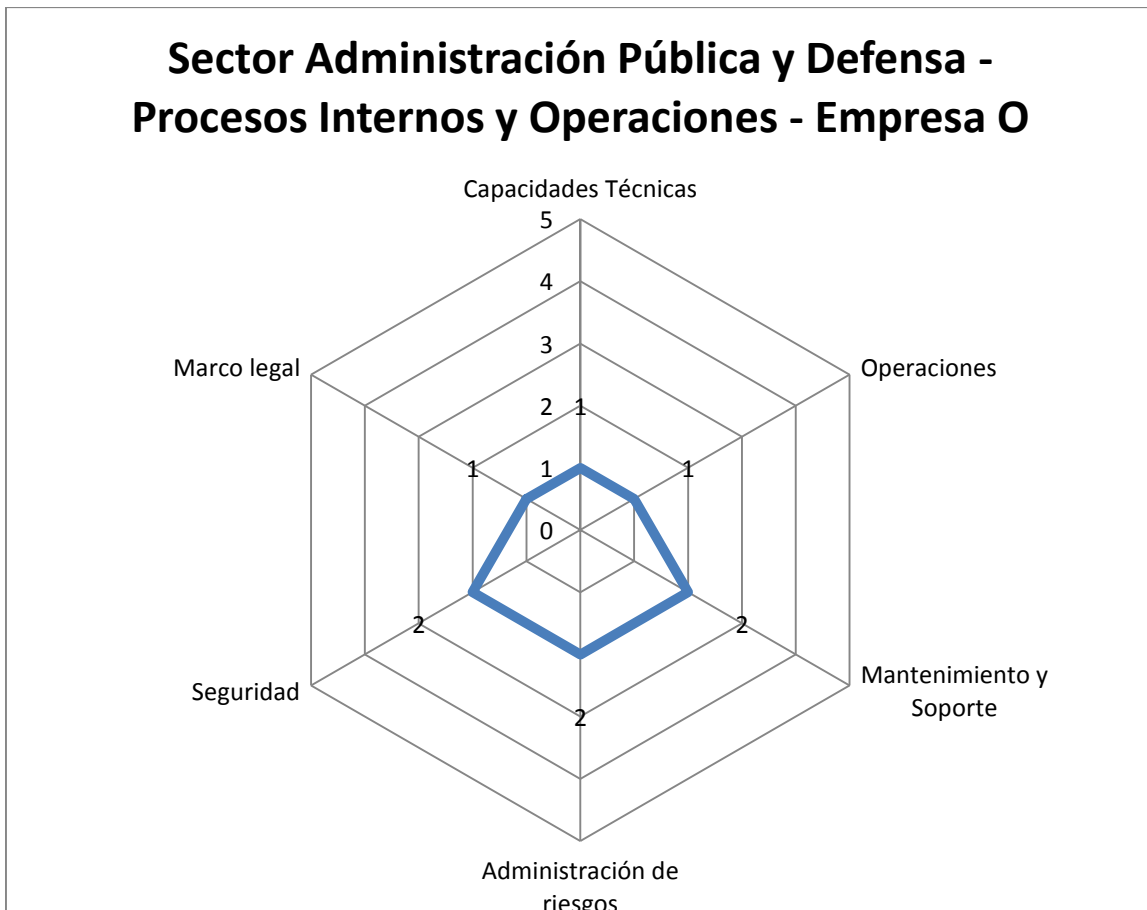 Sector Administración Pública y Defensa -
Procesos Internos y Operaciones - Empresa O
Capacidades Técnicas
5
4
3
2
1
1
0
Marco legal
Operaciones
1
1
2
2
2
Seguridad
Mantenimiento y
Soporte
Administración de
riesgos